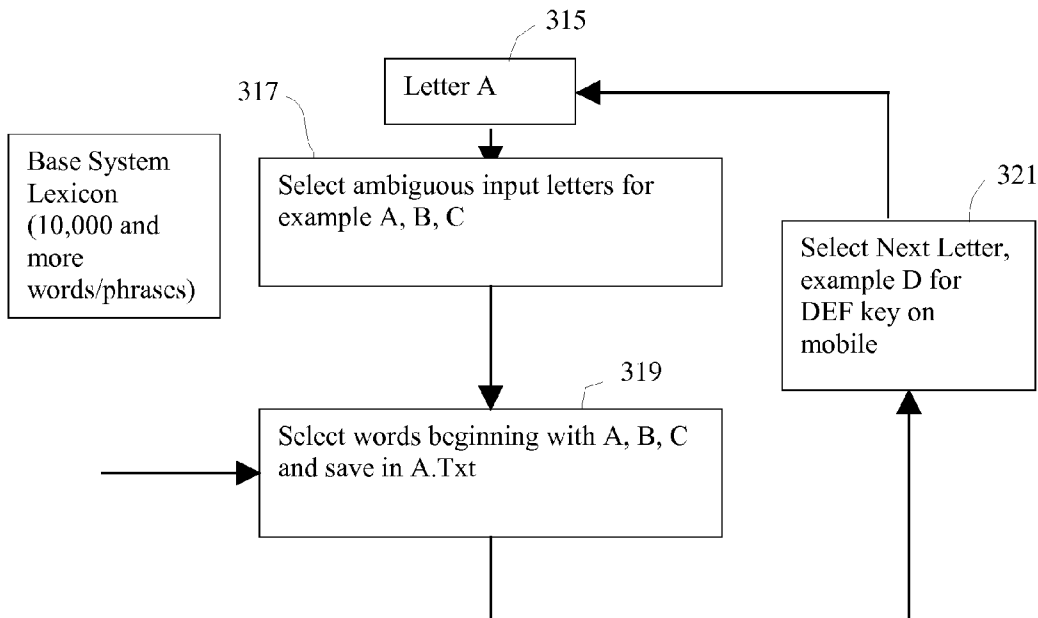 315
Letter A
317
Base System
Lexicon
(10,000 and
more
words/phrases)
Select ambiguous input letters for
example A, B, C
321
Select Next Letter,
example D for
DEF key on
mobile
319
Select words beginning with A, B, C
and save in A.Txt